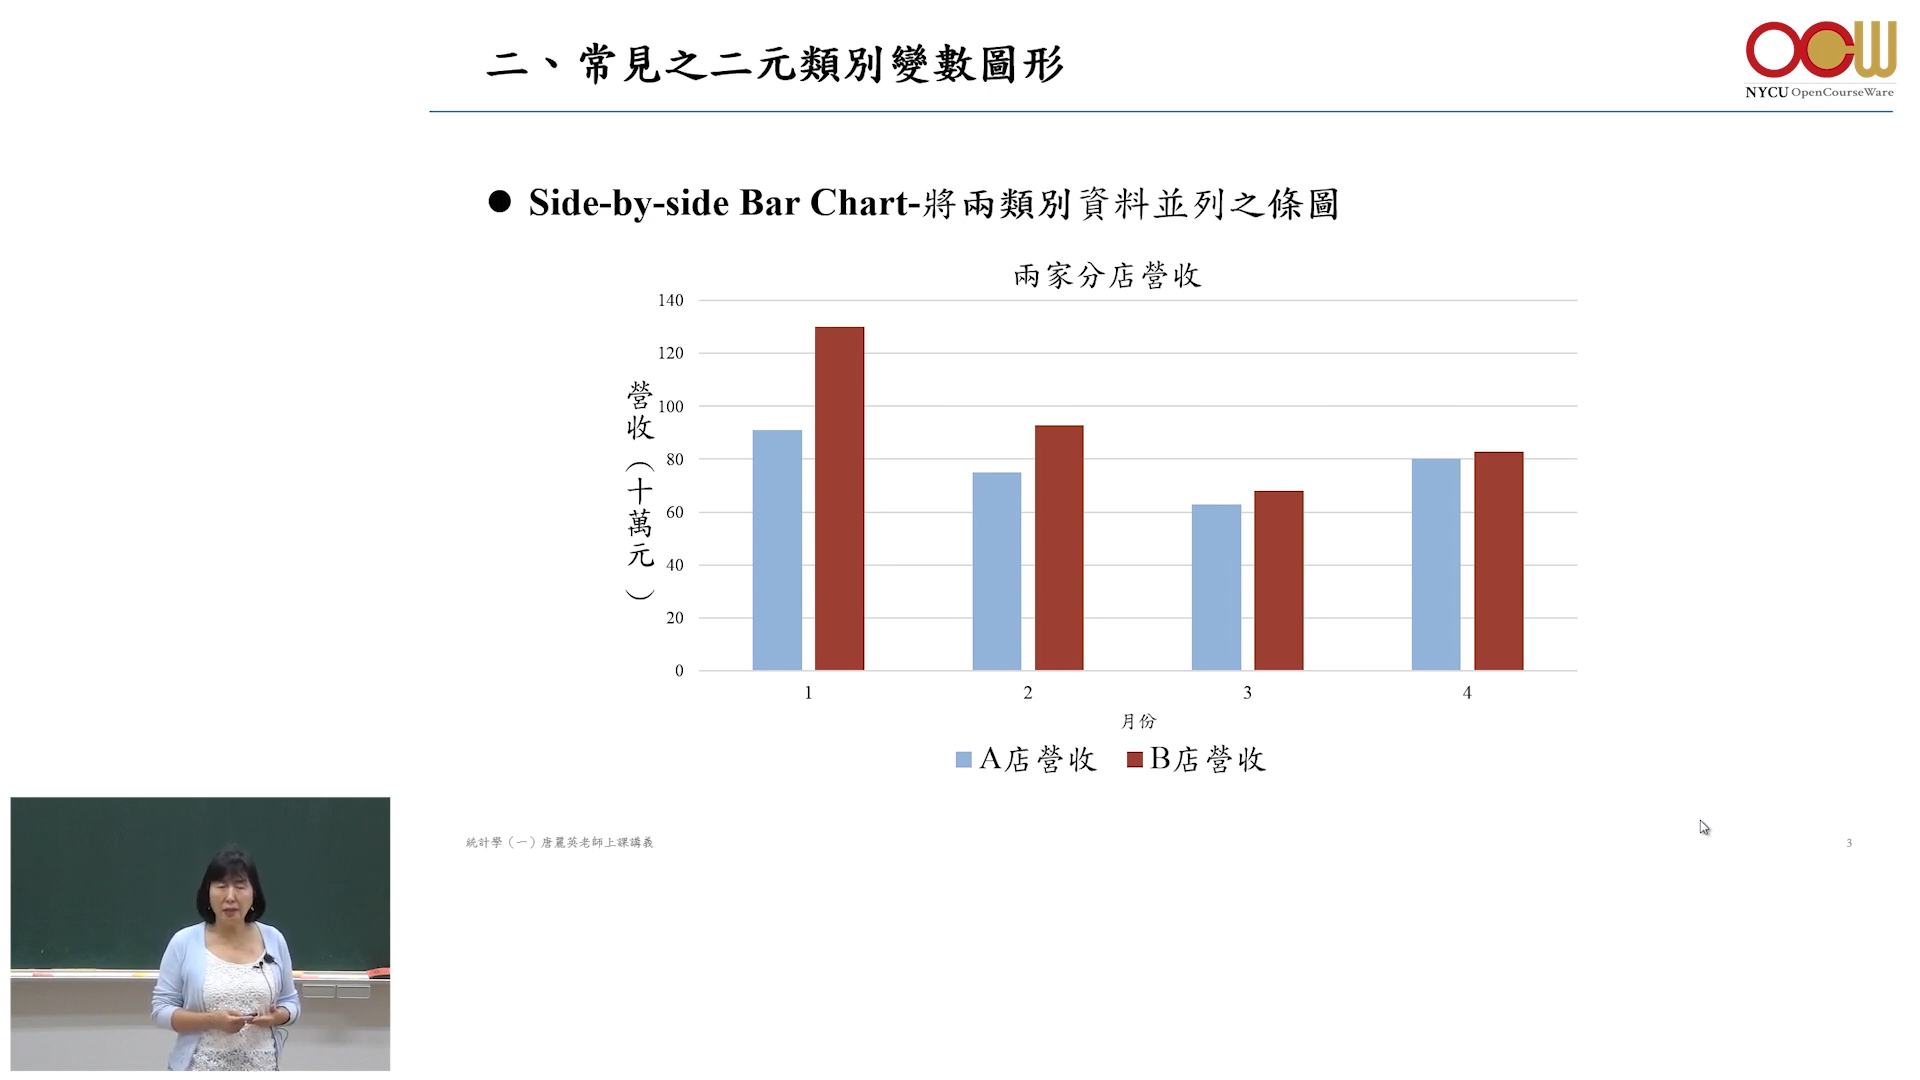 二、常見之二元類別變數圖形
OCW
NYCU OpenCourseWare
● Side-by-side Bar Chart-將兩類別資料並列之條圖
兩家分店營收
營收（十萬元）
140
120
100
80
60
40
20
0
1 2 3 4
月份
A店營收 B店營收
統計學（一）唐麗英老師上課講義
3